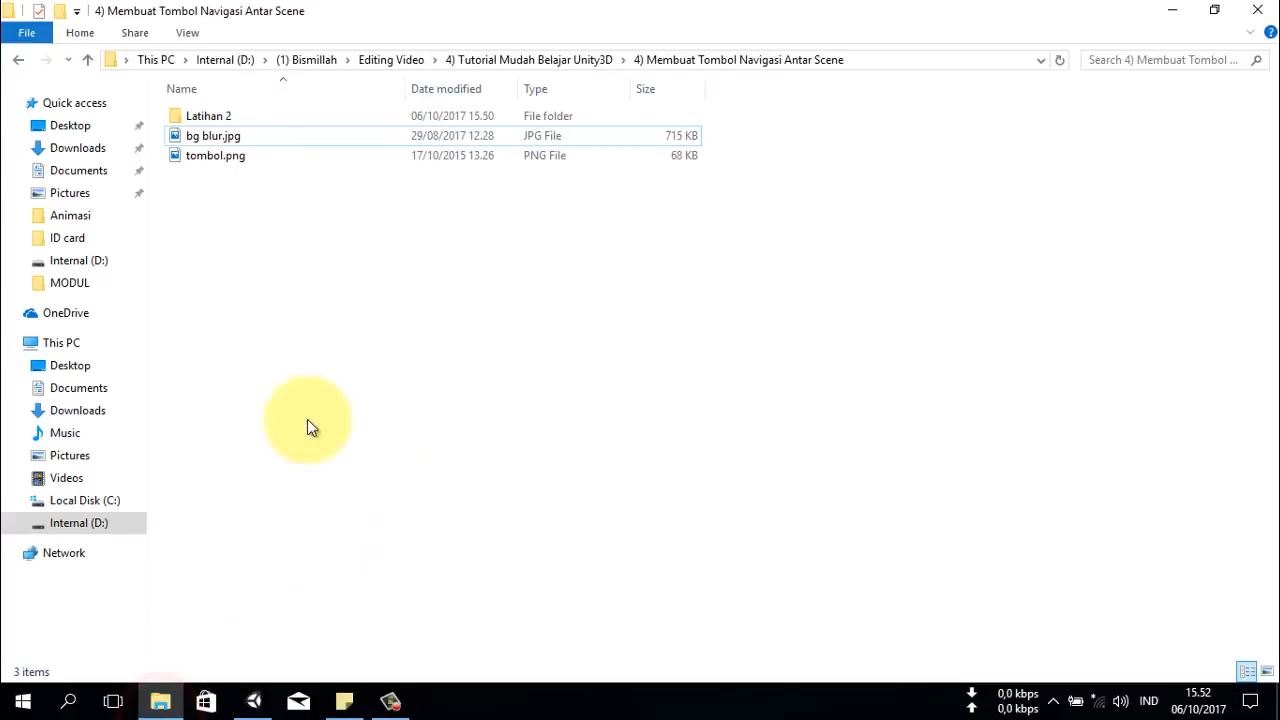 4) Membuat Tombol Navigasi Antar Scene
File Home Share View
This PC Internal (D:) (1) Bismillah Editing Video 4) Tutorial Mudah Belajar Unity3D 4) Membuat Tombol Navigasi Antar Scene Search 4) Membuat Tombol ...
Name Date modified Type Size
Latihan 2 06/10/2017 15.50 File folder
bg blur.jpg 29/08/2017 12.28 JPG File 715 KB
tombol.png 17/10/2015 13.26 PNG File 68 KB
Quick access
Desktop
Downloads
Documents
Pictures
Animasi
ID card
Internal (D:)
MODUL
OneDrive
This PC
Desktop
Documents
Downloads
Music
Pictures
Videos
Local Disk (C:)
Internal (D:)
Network
3 items
0,0 kbps
0,0 kbps
IND
15.52
06/10/2017